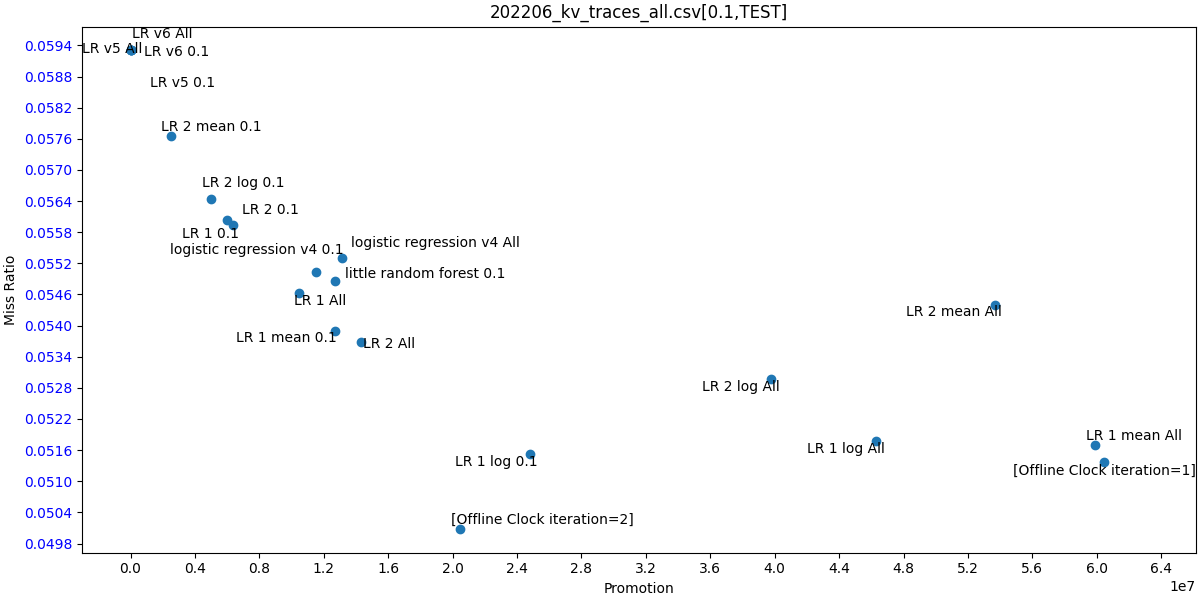 202206_kv_traces_all.csv[0.1,TEST]
LR v6 All
LR v5 All
LR v6 0.1
LR v5 0.1
LR 2 mean 0.1
LR 2 log 0.1
LR 2 0.1
LR 1 0.1
logistic regression v4 0.1
logistic regression v4 All
little random forest 0.1
LR 1 All
LR 1 mean 0.1
LR 2 All
LR 2 mean All
LR 2 log All
LR 1 mean All
LR 1 log All
LR 1 log 0.1
[Offline Clock iteration=1]
[Offline Clock iteration=2]
Miss Ratio
0.0594
0.0588
0.0582
0.0576
0.0570
0.0564
0.0558
0.0552
0.0546
0.0540
0.0534
0.0528
0.0522
0.0516
0.0510
0.0504
0.0498
0.0 0.4 0.8 1.2 1.6 2.0 2.4 2.8 3.2 3.6 4.0 4.4 4.8 5.2 5.6 6.0 6.4
1e7
Promotion